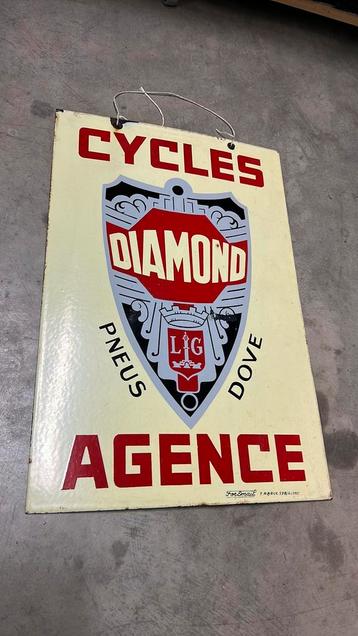 CYCLES
DIAMOND
LG
PNEUS DOVE
AGENCE